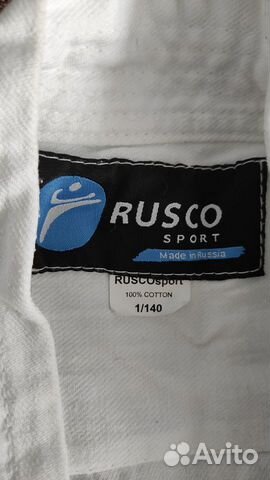 RUSCO
SPORT
Made in Russia
RUSCOsport
100% COTTON
1/140
Avito